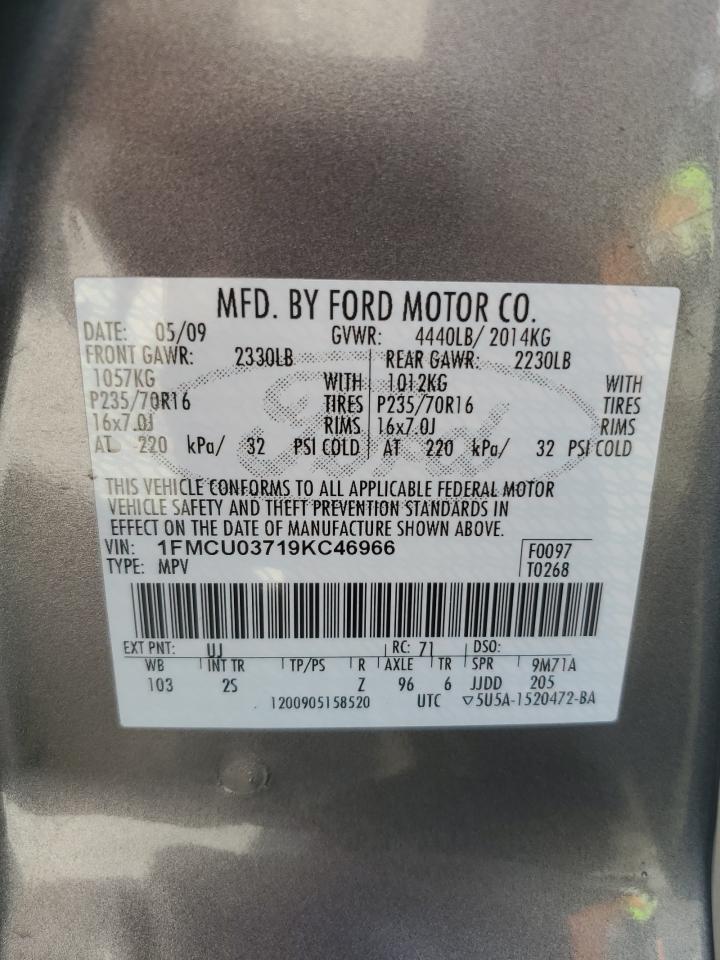 MFD. BY FORD MOTOR CO.
DATE: 05/09 GVWR: 4440LB/ 2014KG
FRONT GAWR: 2330LB REAR GAWR: 2230LB
1057KG WITH 1012KG WITH
P235/70R16 TIRES P235/70R16 TIRES
16x7.0J RIMS 16x7.0J RIMS
AT 220 kPa/ 32 PSI COLD AT 220 kPa/ 32 PSI COLD
Ford
THIS VEHICLE CONFORMS TO ALL APPLICABLE FEDERAL MOTOR
VEHICLE SAFETY AND THEFT PREVENTION STANDARDS IN
EFFECT ON THE DATE OF MANUFACTURE SHOWN ABOVE.
VIN: 1FMCU03719KC46966 F0097
TYPE: MPV T0268
EXT PNT: UJ RC: 71 DSO:
WB INT TR TP/PS R AXLE TR SPR 9M71A
103 2S Z 96 6 JJDD 205
1200905158520 UTC ▽5U5A-1520472-BA